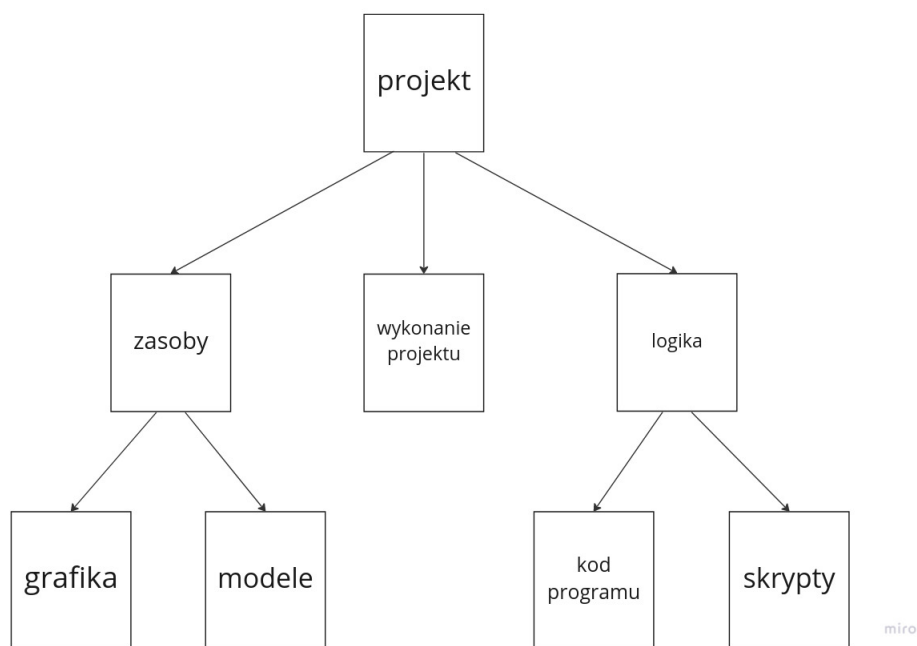 projekt
zasoby
wykonanie
projektu
logika
grafika
modele
kod
programu
skrypty
miro